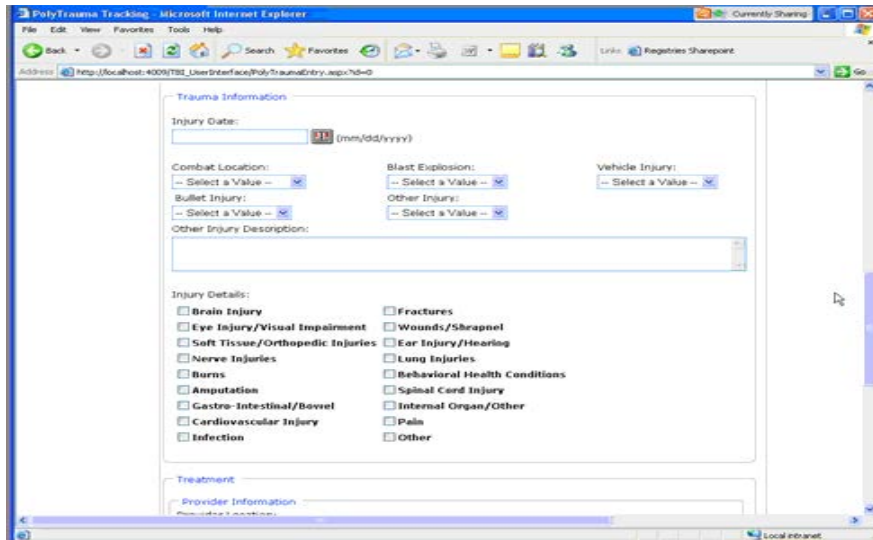 PolyTrauma Tracking - Microsoft Internet Explorer Currently Sharing
File Edit View Favorites Tools Help
Back Search Favorites Links Registries Sharepoint
Address http://localhost:4009/TBI_UserInterface/PolyTraumaEntry.aspx?id=0 Go
Trauma Information
Injury Date:
(mm/dd/yyyy)
Combat Location: Blast Explosion: Vehicle Injury:
-- Select a Value -- -- Select a Value -- -- Select a Value --
Bullet Injury: Other Injury:
-- Select a Value -- -- Select a Value --
Other Injury Description:
Injury Details:
Brain Injury Fractures
Eye Injury/Visual Impairment Wounds/Shrapnel
Soft Tissue/Orthopedic Injuries Ear Injury/Hearing
Nerve Injuries Lung Injuries
Burns Behavioral Health Conditions
Amputation Spinal Cord Injury
Gastro-Intestinal/Bowel Internal Organ/Other
Cardiovascular Injury Pain
Infection Other
Treatment
Provider Information
Provider Location:
Local intranet